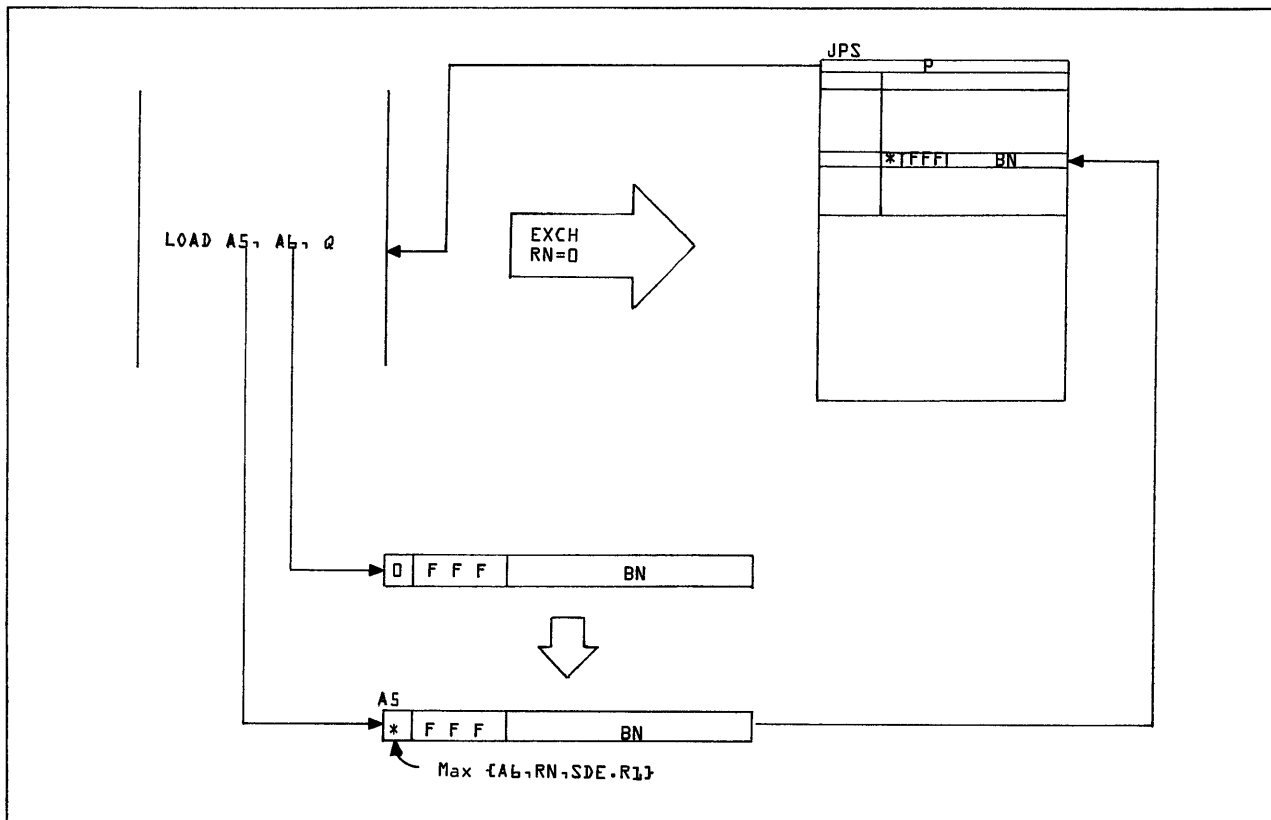 JPS
P
*|FFF| BN
LOAD A5, A6, Q
EXCH
RN=0
0 F F F BN
A5
* F F F BN
Max {A6,RN,SDE.R1}